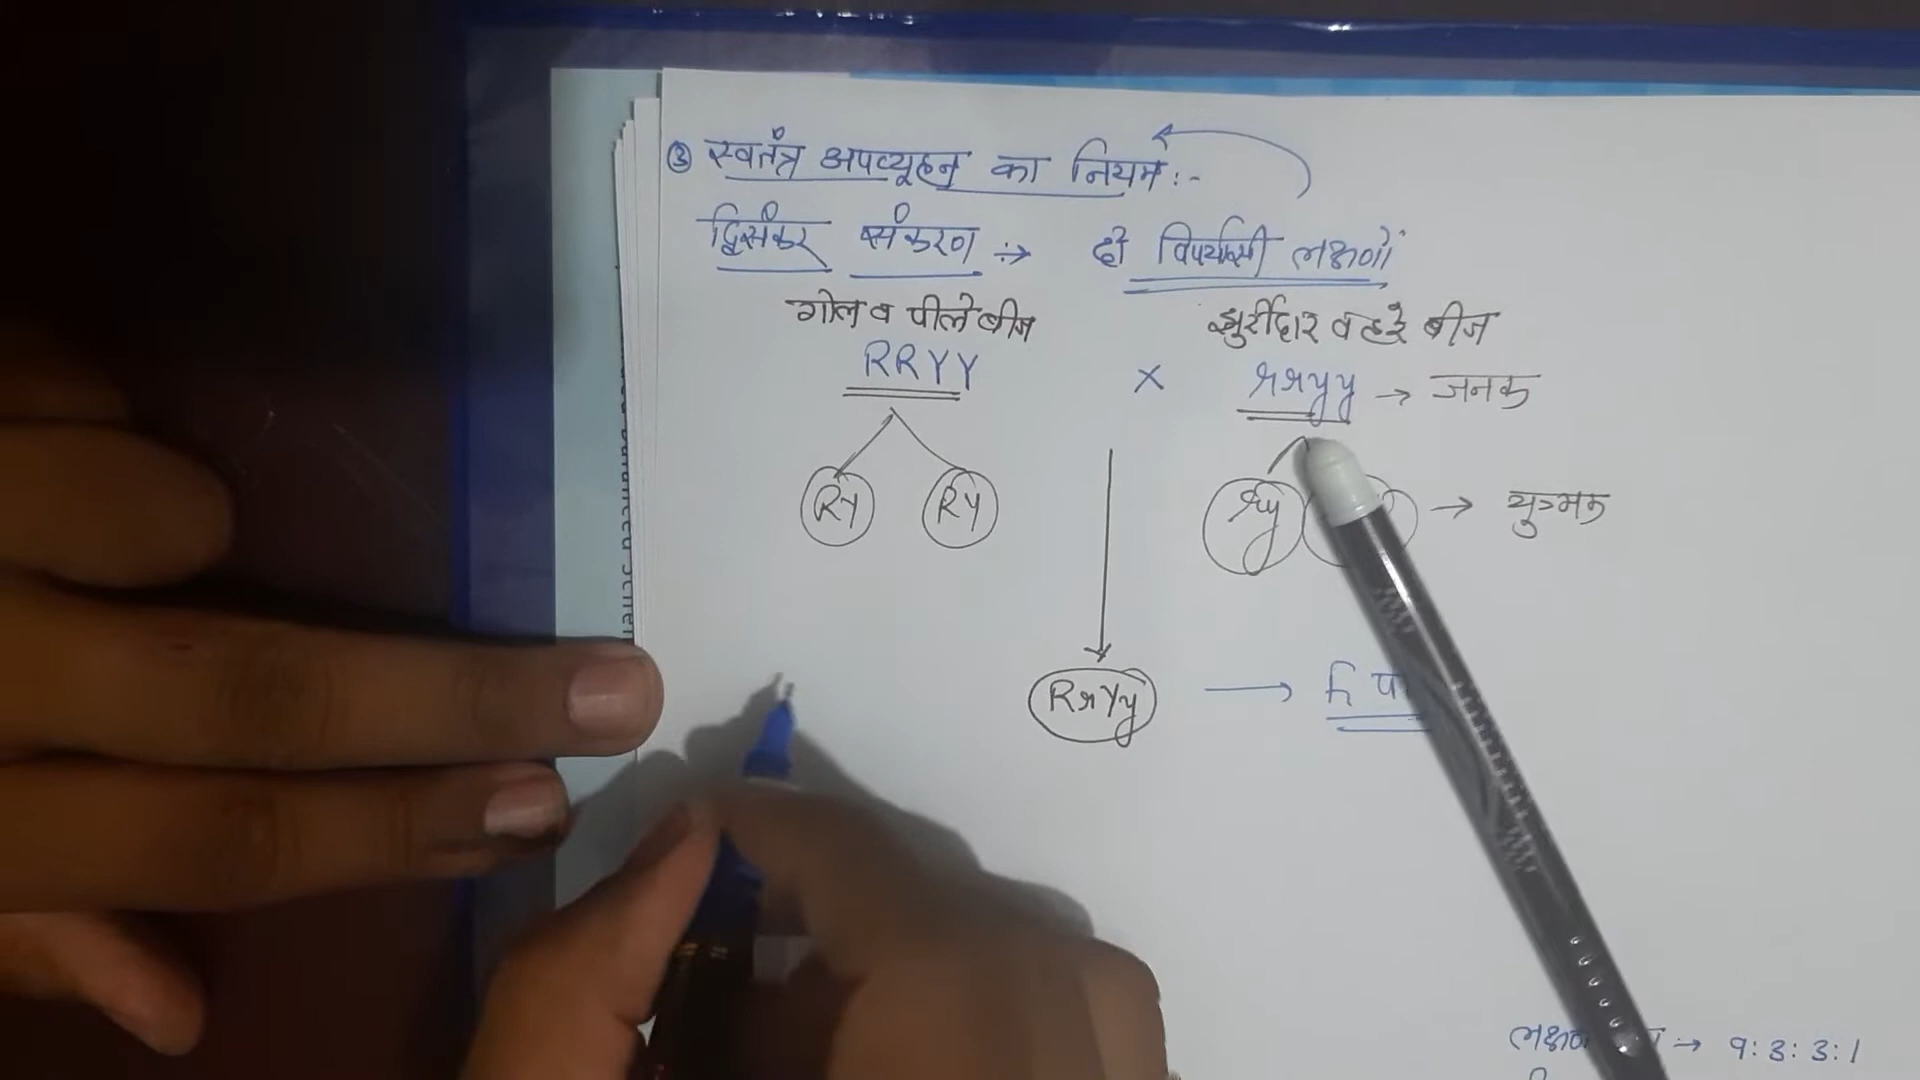 ③ स्वतंत्र अपव्यूहन का नियम :-
द्विसंकर संकरण ÷→ दो विपर्यासी लक्षणों
गोल व पीले बीज झुर्रीदार व हरे बीज
RRYY × rryy → जनक
RY RY ry → युग्मक
RrYy →
→ 9:3:3:1